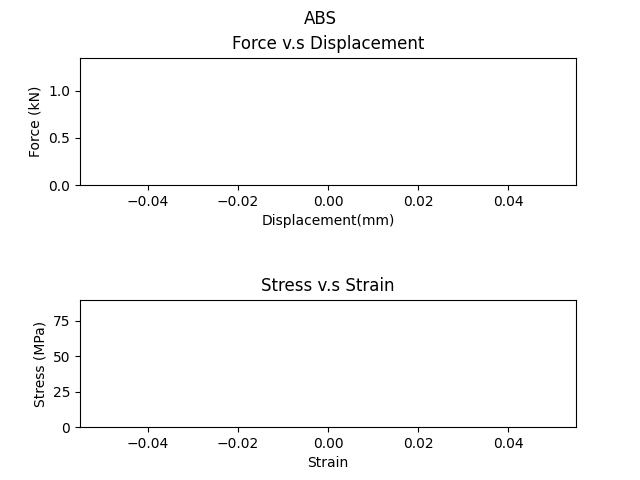 ABS
Force v.s Displacement
Force (kN)
1.0
0.5
0.0
−0.04 −0.02 0.00 0.02 0.04
Displacement(mm)
Stress v.s Strain
Stress (MPa)
75
50
25
0
−0.04 −0.02 0.00 0.02 0.04
Strain